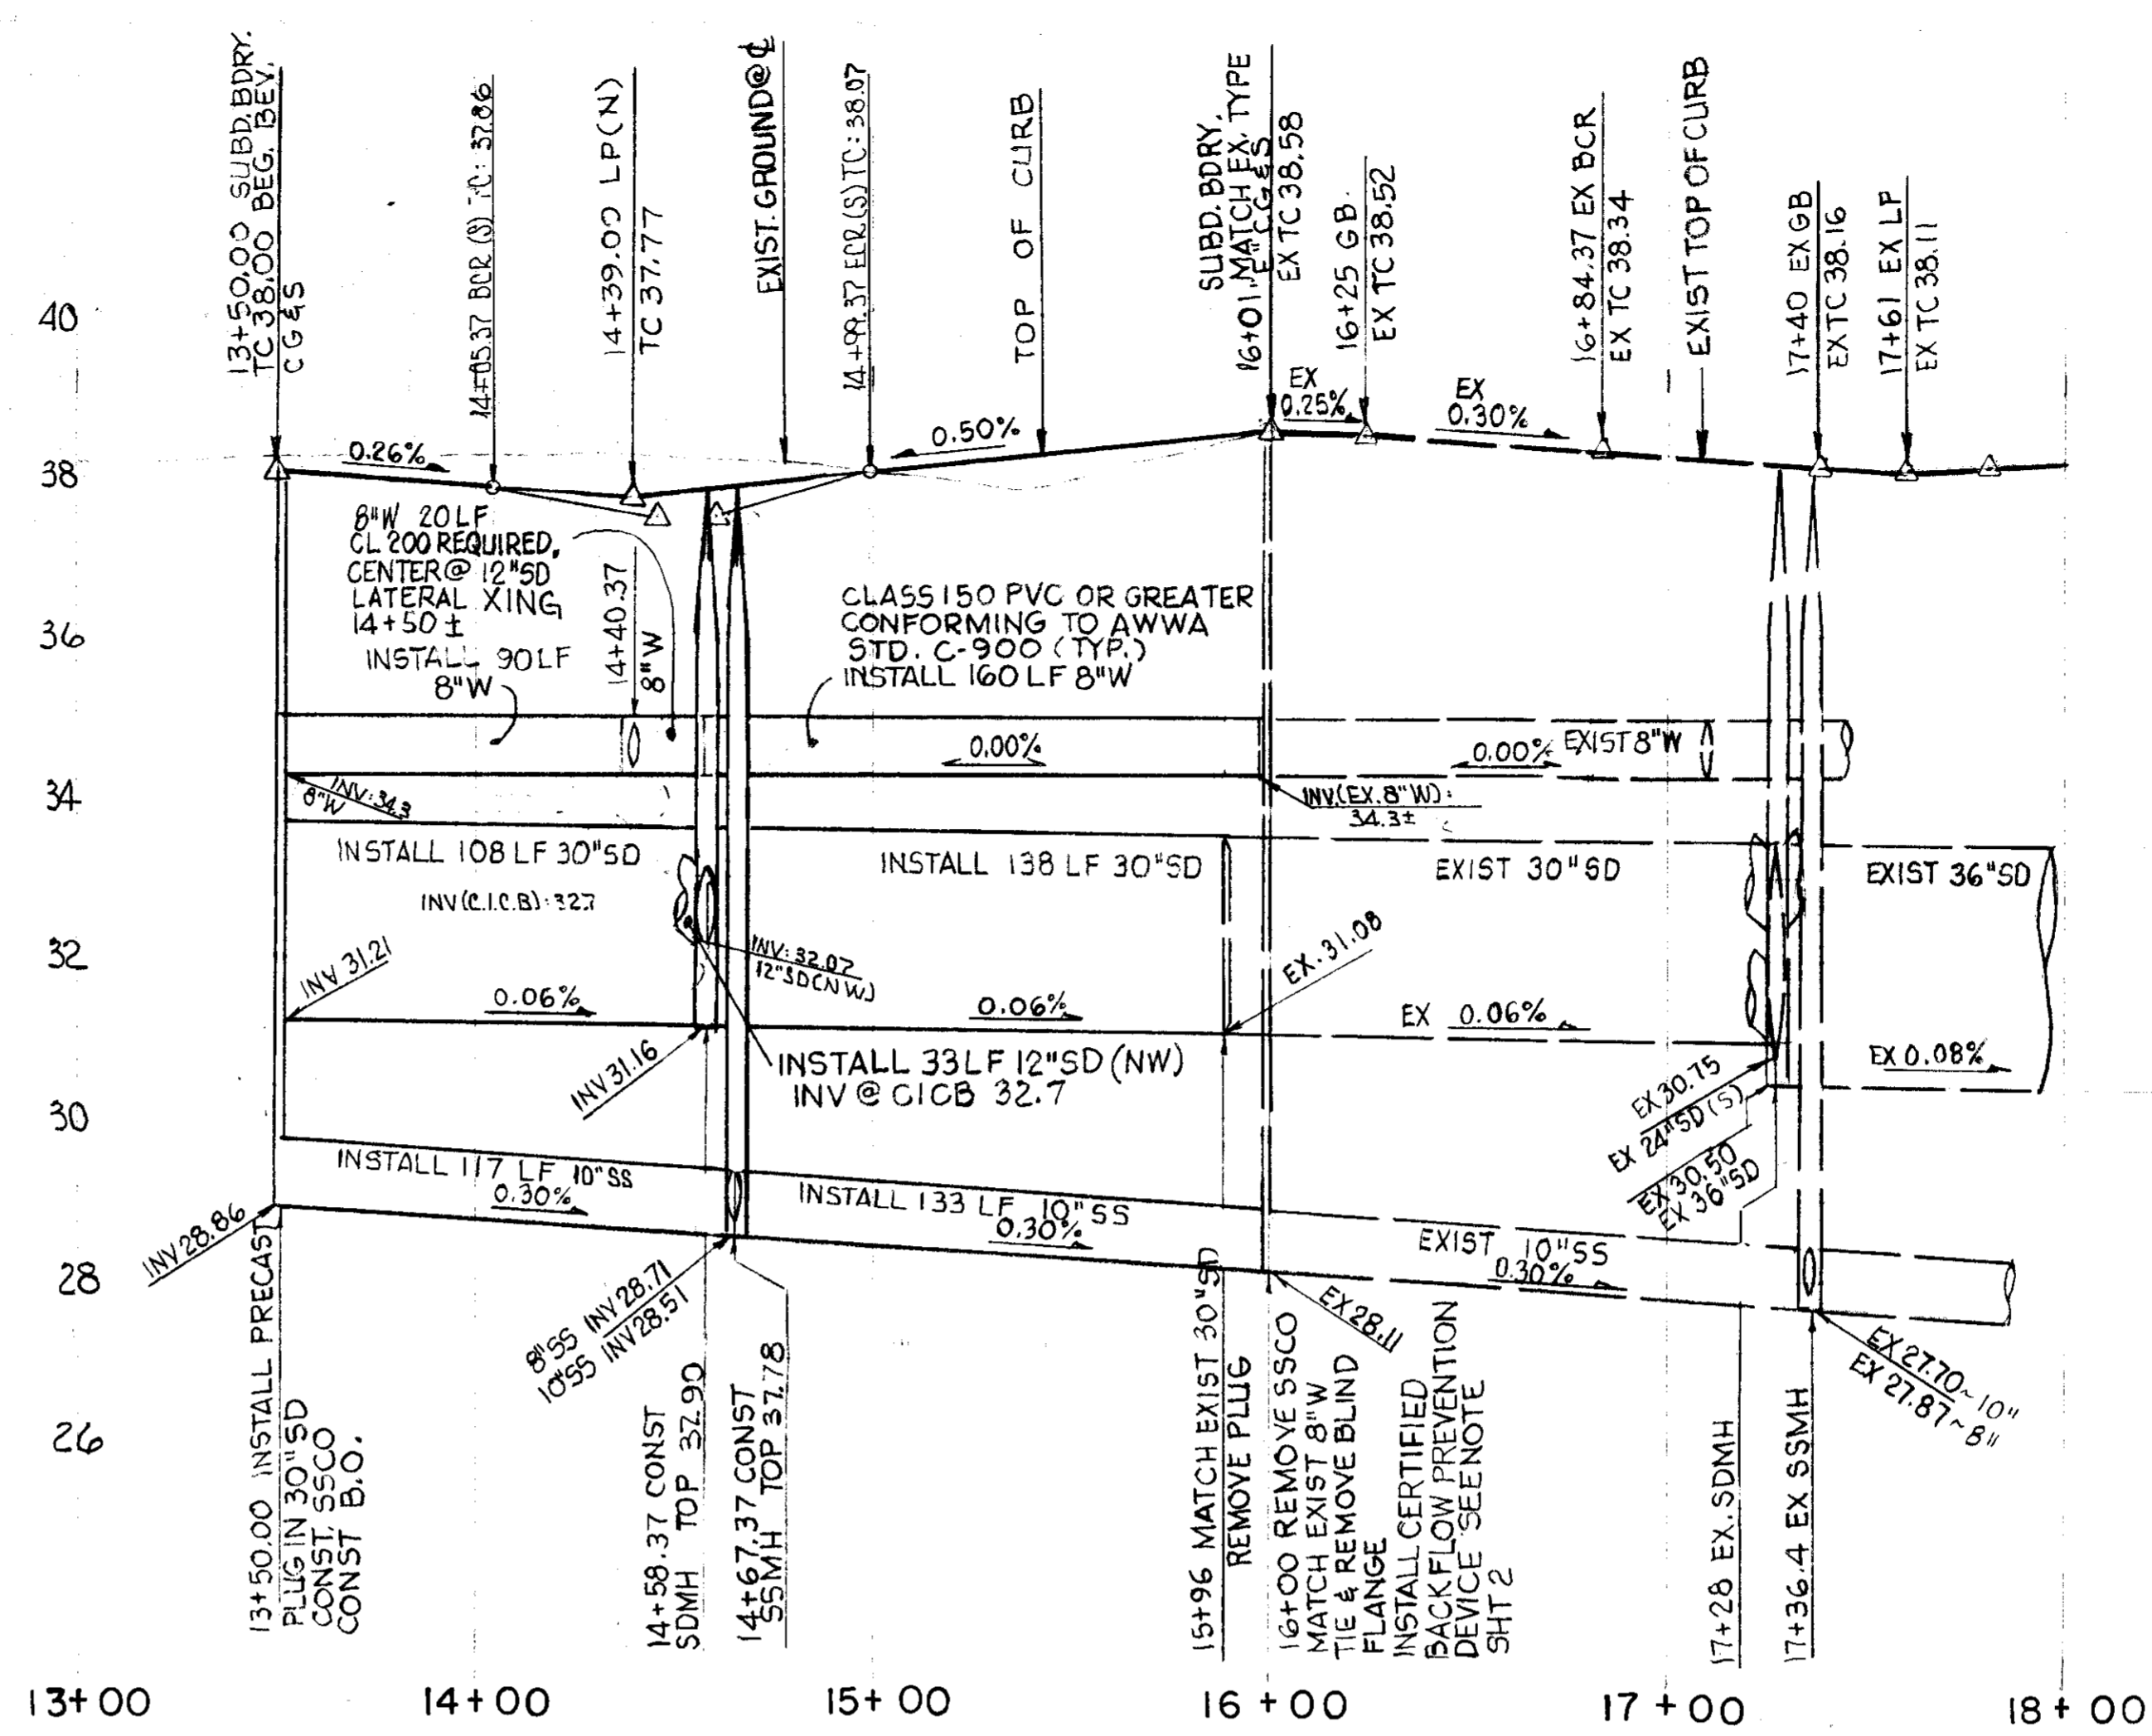 13+50.00 SUBD. BDRY.
TC 38.00 BEG. BEV.
CG&S
14+05.37 BCR (S) TC: 37.86
14+39.00 LP(N)
TC 37.77
EXIST. GROUND@℄
14+99.37 ECR(S) TC: 38.07
TOP OF CURB
SUBD. BDRY.
16+01. MATCH EX. TYPE
E" CG&S
EX TC 38.58
16+25 GB.
EX TC 38.52
16+84.37 EX BCR
EX TC 38.34
EXIST TOP OF CURB
17+40 EX GB
EX TC 38.16
17+61 EX LP
EX TC 38.11
40
38
36
34
32
30
28
26
0.26%
0.50%
EX
0.25%
EX
0.30%
8"W 20 LF
CL 200 REQUIRED.
CENTER@ 12"SD
LATERAL XING
14+50±
INSTALL 90LF
8"W
14+40.37
8"W
CLASS 150 PVC OR GREATER
CONFORMING TO AWWA
STD. C-900 (TYP.)
INSTALL 160 LF 8"W
0.00%
0.00%
EXIST 8"W
INV: 34.3
8"W
INV.(EX. 8"W):
34.3±
INSTALL 108 LF 30"SD
INV(C.I.C.B): 32.7
INSTALL 138 LF 30"SD
EXIST 30"SD
EXIST 36"SD
INV 31.21
0.06%
INV: 32.07
12"SD(NW)
0.06%
EX. 31.08
EX 0.06%
EX 0.08%
INV 31.16
INSTALL 33LF 12"SD (NW)
INV @ CICB 32.7
EX 30.75
EX 24"SD(S)
EX 30.50
EX 36"SD
INSTALL 117 LF 10"SS
0.30%
INSTALL 133 LF 10"SS
0.30%
EXIST 10"SS
0.30%
INV 28.86
8"SS INV 28.71
10"SS INV 28.51
EX 28.11
EX 27.70~10"
EX 27.87~8"
13+50.00 INSTALL PRECAST
PLUG IN 30"SD
CONST. SSCO
CONST B.O.
14+58.37 CONST
SDMH TOP 37.90
14+67.37 CONST
SSMH TOP 37.78
15+96 MATCH EXIST 30"SD
REMOVE PLUG
16+00 REMOVE SSCO
MATCH EXIST 8"W
TIE & REMOVE BLIND
FLANGE
INSTALL CERTIFIED
BACKFLOW PREVENTION
DEVICE SEE NOTE
SHT 2
17+28 EX. SDMH
17+36.4 EX SSMH
13+00
14+00
15+00
16+00
17+00
18+00